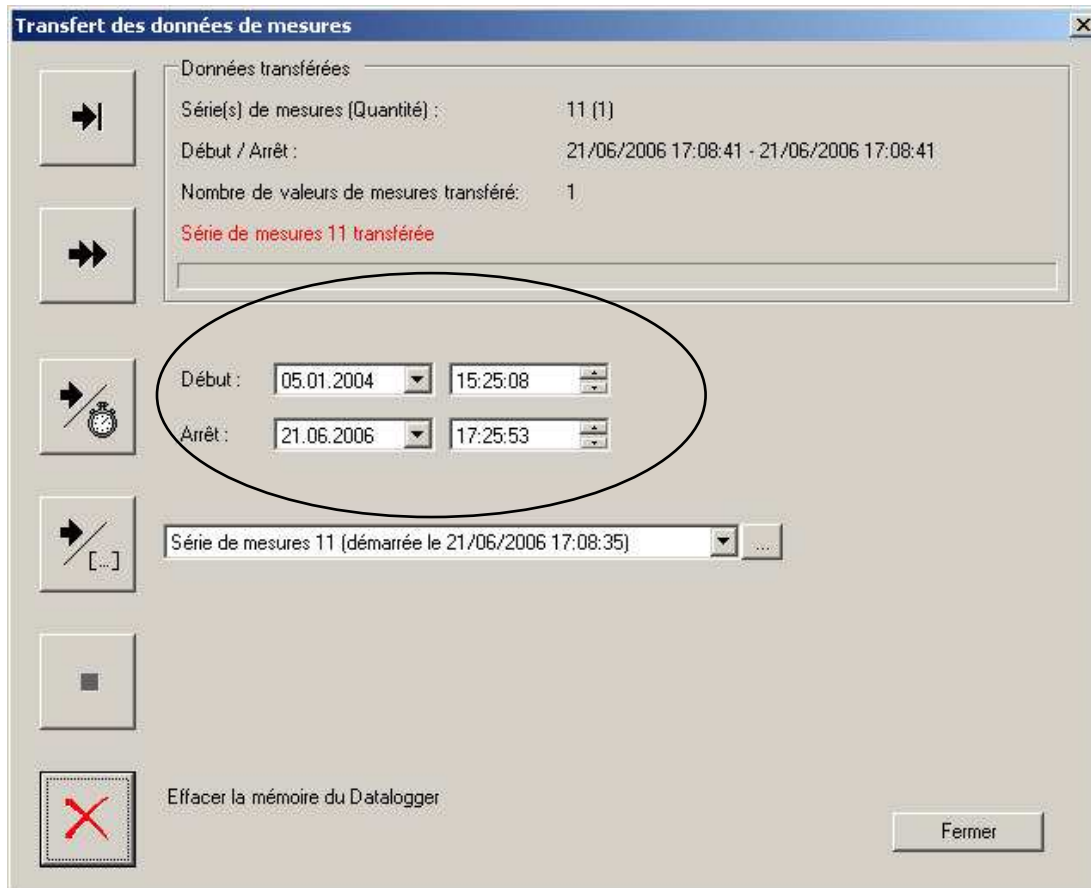 Transfert des données de mesures
Données transférées
Série(s) de mesures (Quantité) : 11 (1)
Début / Arrêt : 21/06/2006 17:08:41 - 21/06/2006 17:08:41
Nombre de valeurs de mesures transféré: 1
Série de mesures 11 transférée
Début : 05.01.2004 15:25:08
Arrêt : 21.06.2006 17:25:53
[...]
Série de mesures 11 (démarrée le 21/06/2006 17:08:35) ...
Effacer la mémoire du Datalogger
Fermer